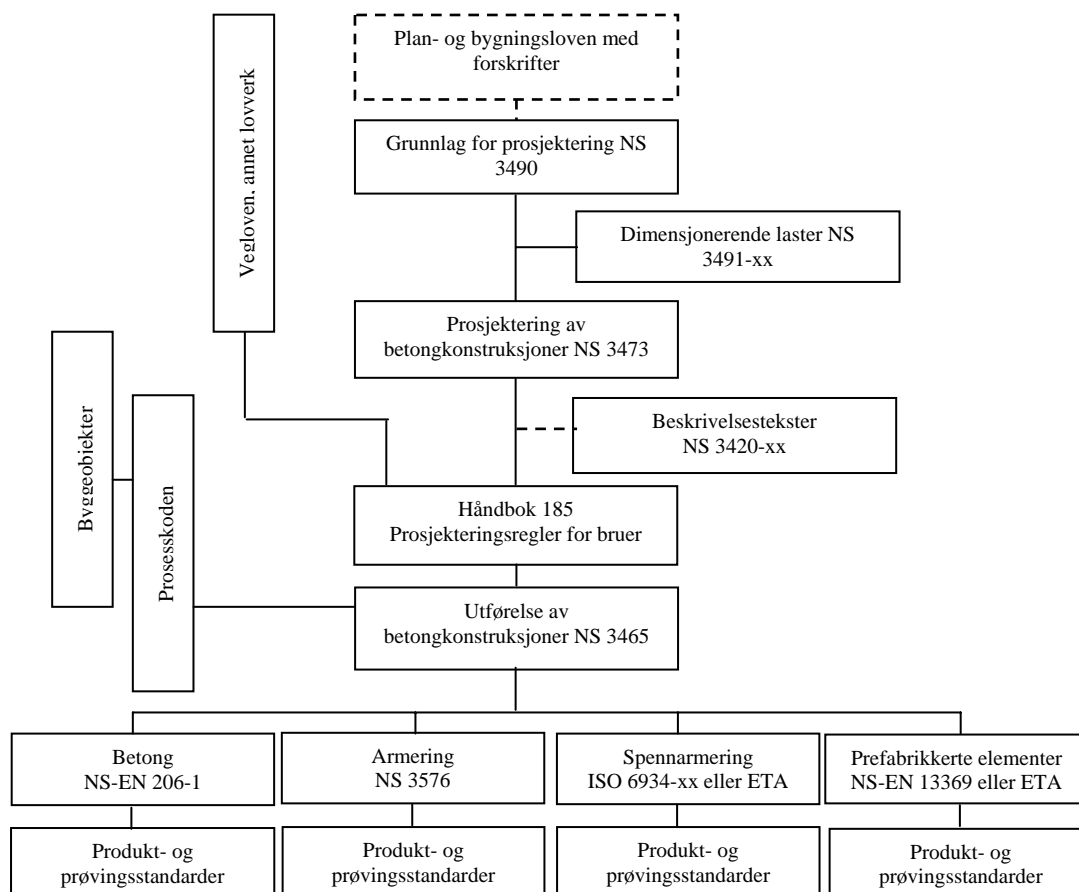 Plan- og bygningsloven med
forskrifter
Grunnlag for prosjektering NS
3490
Vegloven, annet lovverk
Dimensjonerende laster NS
3491-xx
Prosjektering av
betongkonstruksjoner NS 3473
Beskrivelsestekster
NS 3420-xx
Byggeobjekter
Prosesskoden
Håndbok 185
Prosjekteringsregler for bruer
Utførelse av
betongkonstruksjoner NS 3465
Betong
NS-EN 206-1
Armering
NS 3576
Spennarmering
ISO 6934-xx eller ETA
Prefabrikkerte elementer
NS-EN 13369 eller ETA
Produkt- og
prøvingsstandarder
Produkt- og
prøvingsstandarder
Produkt- og
prøvingsstandarder
Produkt- og
prøvingsstandarder